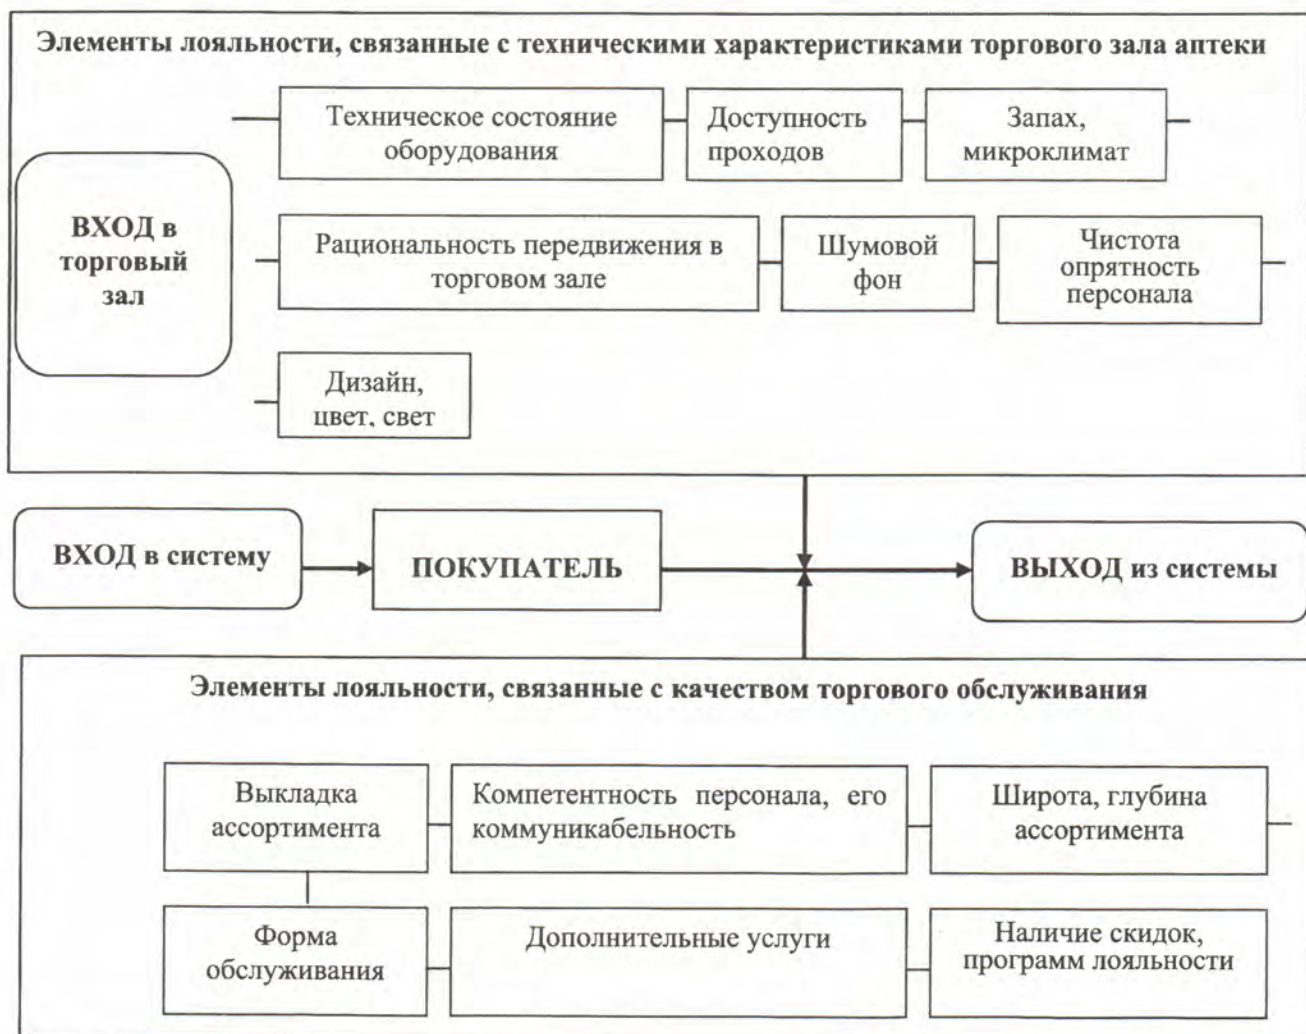 Элементы лояльности, связанные с техническими характеристиками торгового зала аптеки
Техническое состояние
оборудования
Доступность
проходов
Запах,
микроклимат
ВХОД в
торговый
зал
Рациональность передвижения в
торговом зале
Шумовой
фон
Чистота
опрятность
персонала
Дизайн,
цвет, свет
ВХОД в систему
ПОКУПАТЕЛЬ
ВЫХОД из системы
Элементы лояльности, связанные с качеством торгового обслуживания
Выкладка
ассортимента
Компетентность персонала, его
коммуникабельность
Широта, глубина
ассортимента
Форма
обслуживания
Дополнительные услуги
Наличие скидок,
программ лояльности